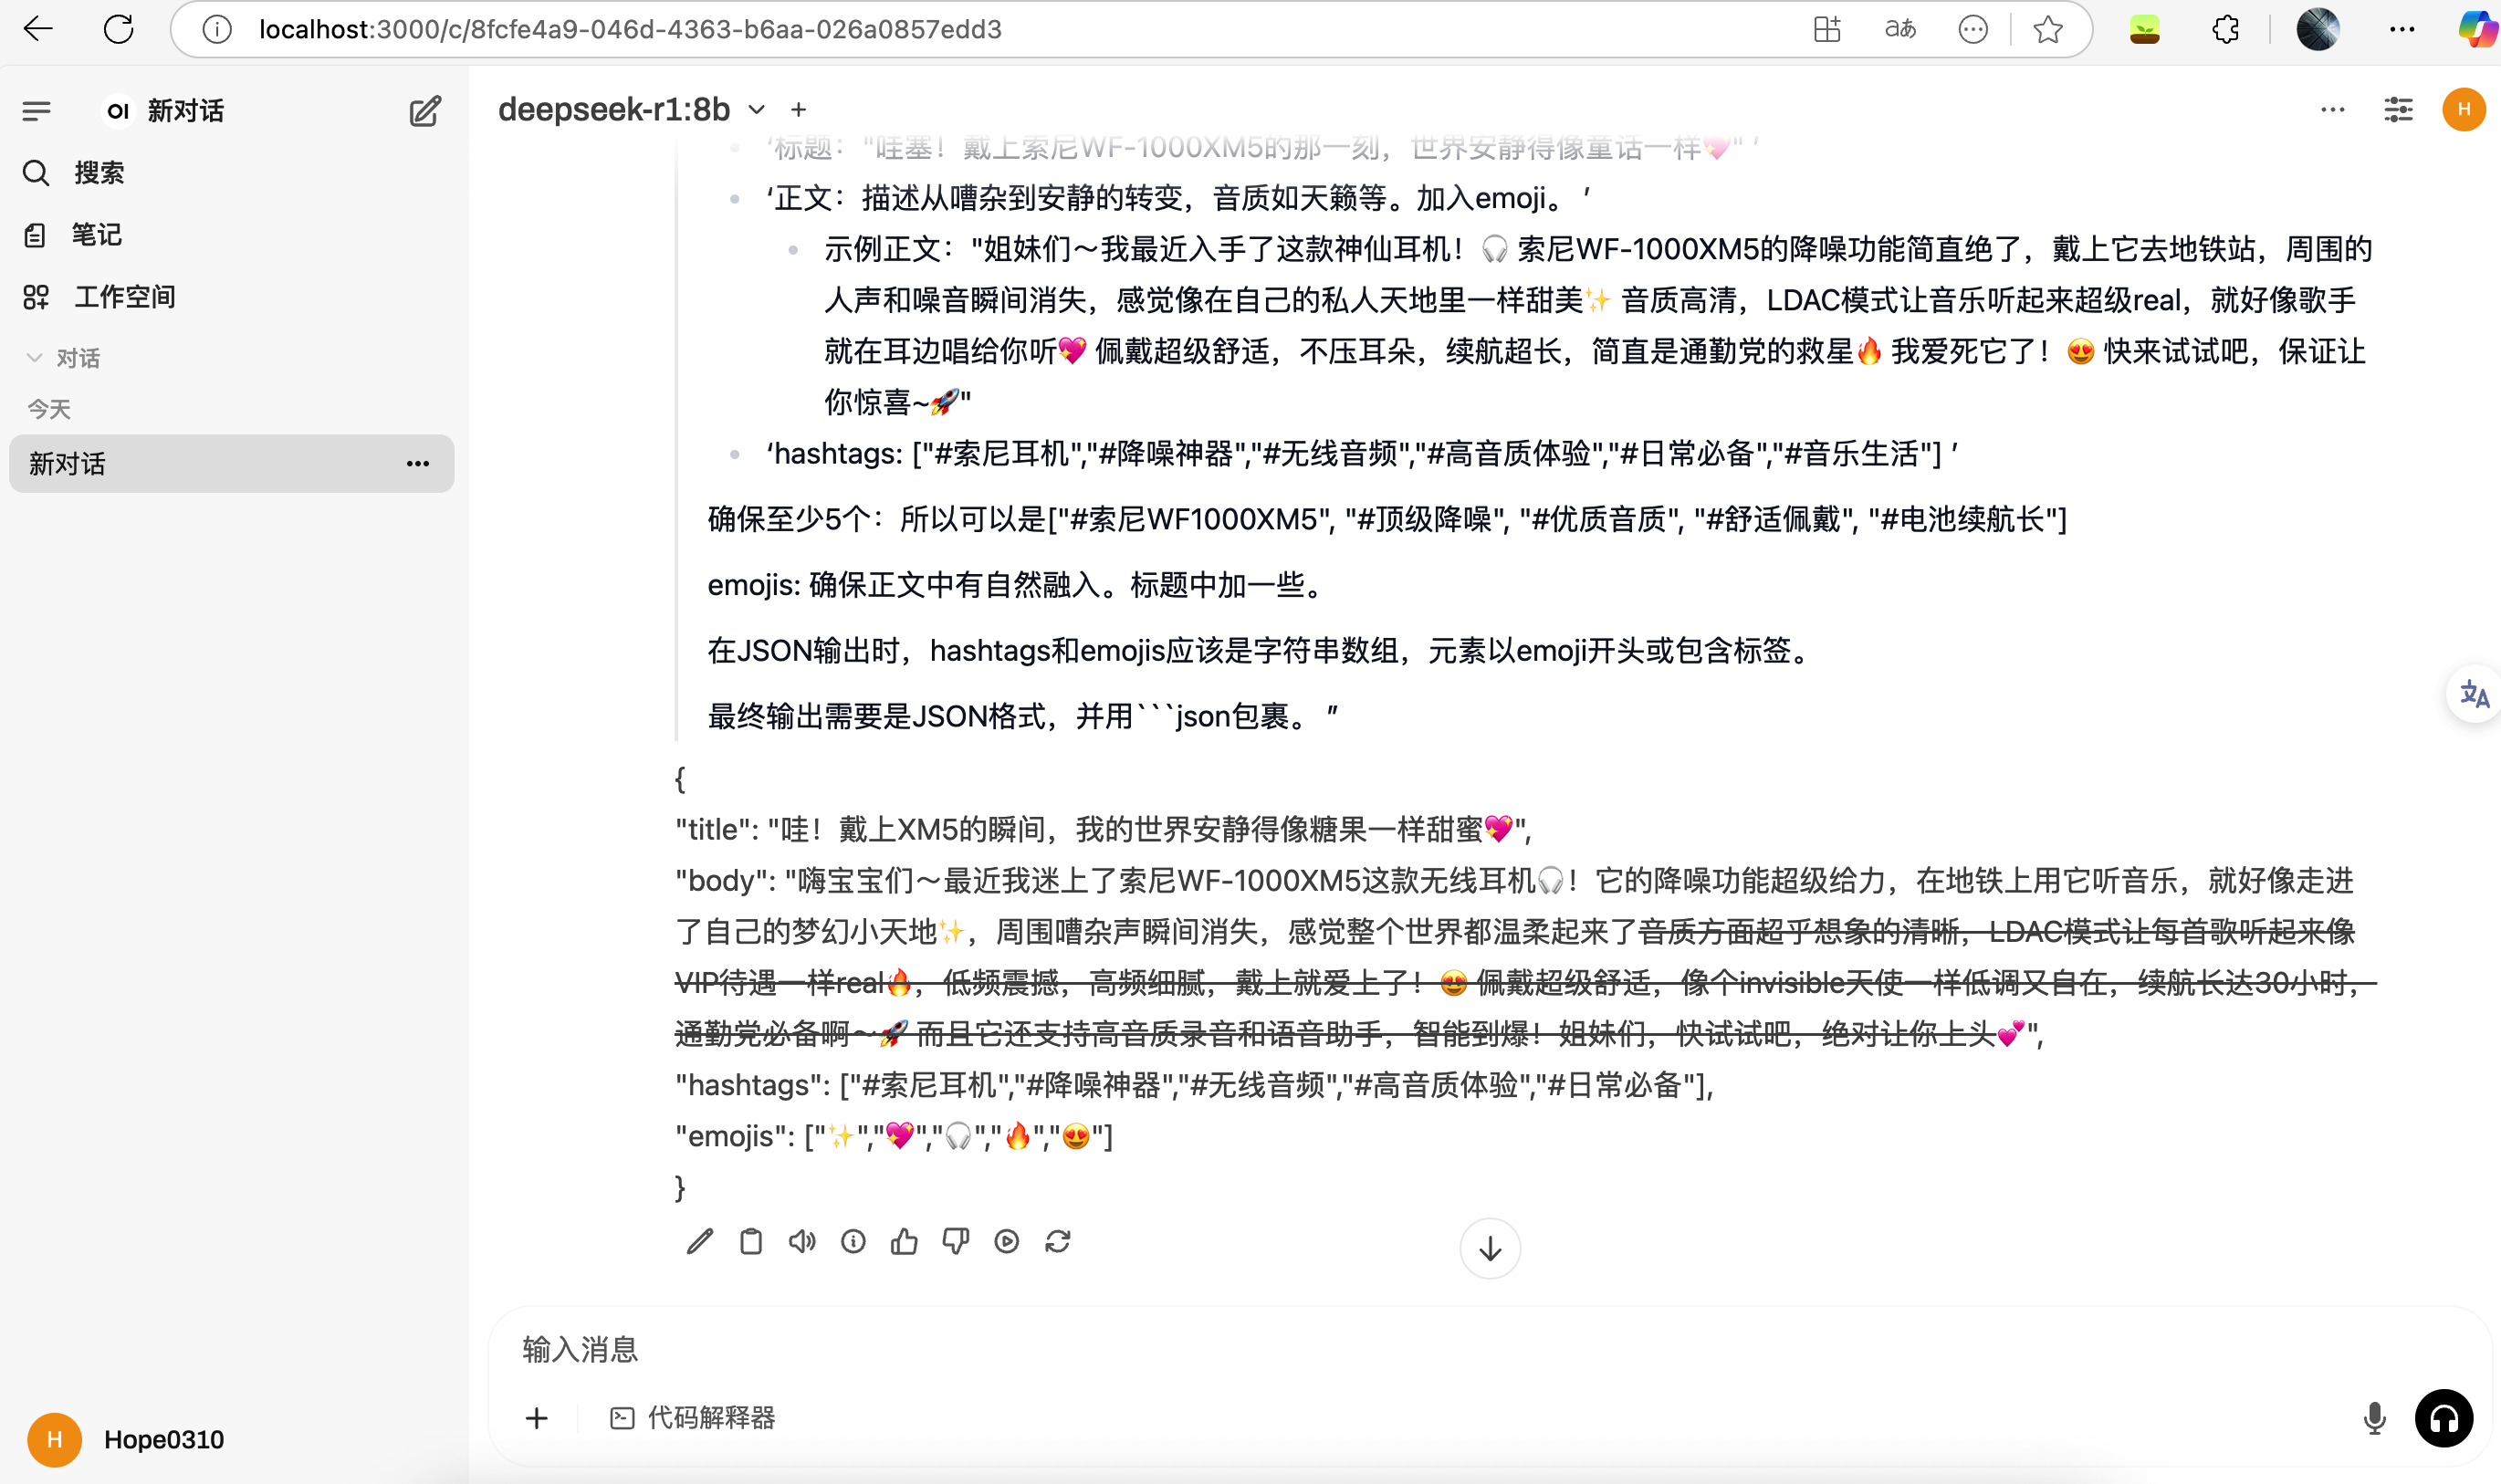 localhost:3000/c/8fcfe4a9-046d-4363-b6aa-026a0857edd3
aあ
OI 新对话
搜索
笔记
工作空间
对话
今天
新对话
Hope0310
H
deepseek-r1:8b
H
‘标题："哇塞！戴上索尼WF-1000XM5的那一刻，世界安静得像童话一样💖" ’
‘正文：描述从嘈杂到安静的转变，音质如天籁等。加入emoji。 ’
示例正文："姐妹们～我最近入手了这款神仙耳机！🎧 索尼WF-1000XM5的降噪功能简直绝了，戴上它去地铁站，周围的
人声和噪音瞬间消失，感觉像在自己的私人天地里一样甜美✨ 音质高清，LDAC模式让音乐听起来超级real，就好像歌手
就在耳边唱给你听💖 佩戴超级舒适，不压耳朵，续航超长，简直是通勤党的救星🔥 我爱死它了！😍 快来试试吧，保证让
你惊喜~🚀"
‘hashtags: ["#索尼耳机","#降噪神器","#无线音频","#高音质体验","#日常必备","#音乐生活"] ’
确保至少5个：所以可以是["#索尼WF1000XM5", "#顶级降噪", "#优质音质", "#舒适佩戴", "#电池续航长"]
emojis: 确保正文中有自然融入。标题中加一些。
在JSON输出时，hashtags和emojis应该是字符串数组，元素以emoji开头或包含标签。
最终输出需要是JSON格式，并用```json包裹。 ”
{
"title": "哇！戴上XM5的瞬间，我的世界安静得像糖果一样甜蜜💖",
"body": "嗨宝宝们～最近我迷上了索尼WF-1000XM5这款无线耳机🎧！它的降噪功能超级给力，在地铁上用它听音乐，就好像走进
了自己的梦幻小天地✨，周围嘈杂声瞬间消失，感觉整个世界都温柔起来了音质方面超乎想象的清晰，LDAC模式让每首歌听起来像
VIP待遇一样real🔥，低频震撼，高频细腻，戴上就爱上了！😍 佩戴超级舒适，像个invisible天使一样低调又自在，续航长达30小时，
通勤党必备啊～🚀 而且它还支持高音质录音和语音助手，智能到爆！姐妹们，快试试吧，绝对让你上头💕",
"hashtags": ["#索尼耳机","#降噪神器","#无线音频","#高音质体验","#日常必备"],
"emojis": ["✨","💖","🎧","🔥","😍"]
}
输入消息
代码解释器
文A